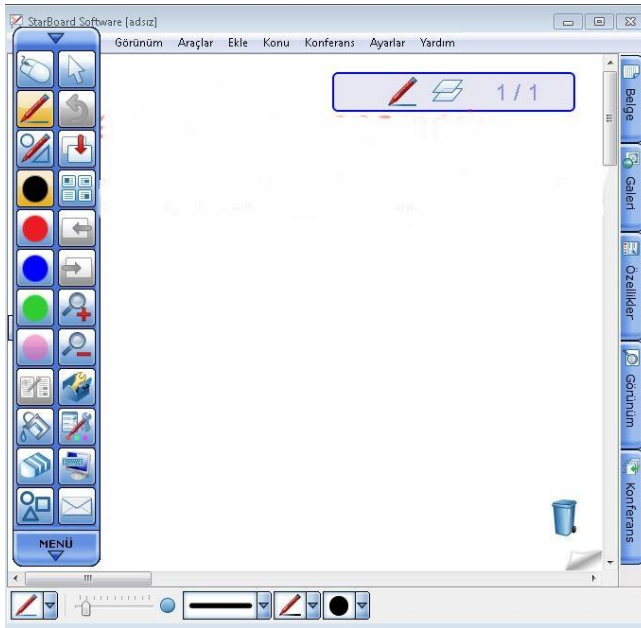 StarBoard Software [adsız]
Görünüm Araçlar Ekle Konu Konferans Ayarlar Yardım
1 / 1
Belge
Galeri
Özellikler
Görünüm
Konferans
MENÜ